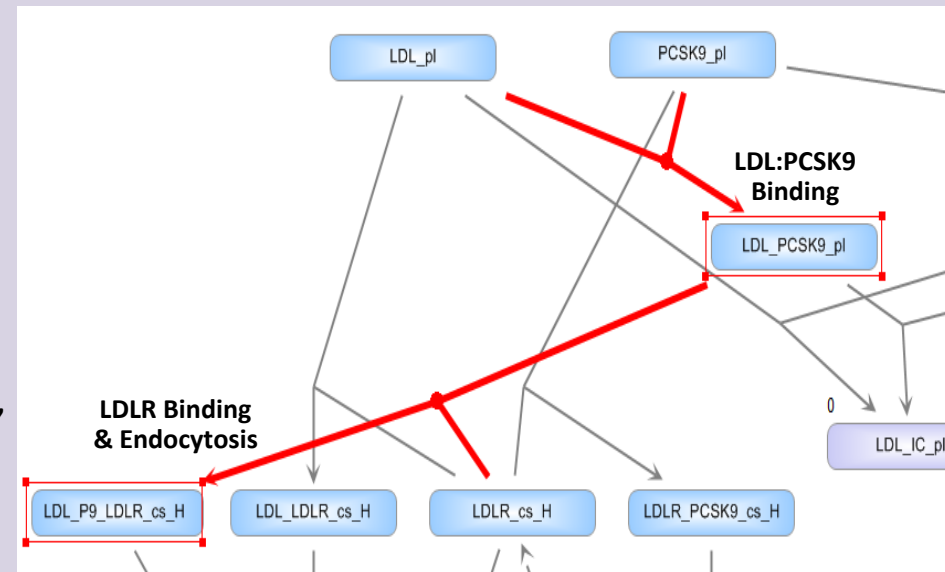 LDL_pl
PCSK9_pl
LDL:PCSK9
Binding
LDL_PCSK9_pl
,
LDLR Binding
& Endocytosis
0
LDL_IC_pl
LDL_P9_LDLR_cs_H
LDL_LDLR_cs_H
LDLR_cs_H
LDLR_PCSK9_cs_H